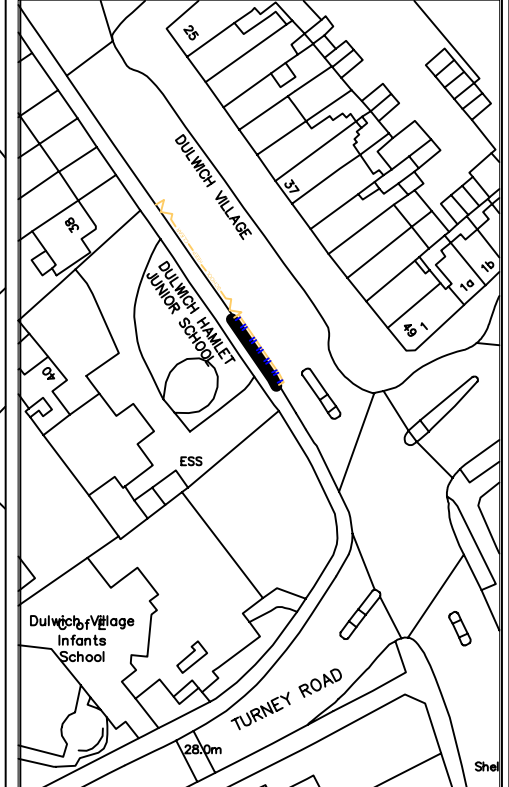 25
DULWICH VILLAGE
37
38
DULWICH HAMLET
JUNIOR SCHOOL
1b
1a
49 1
40
ESS
Dulwich Village
C of E
Infants
School
TURNEY ROAD
28.0m
Shel